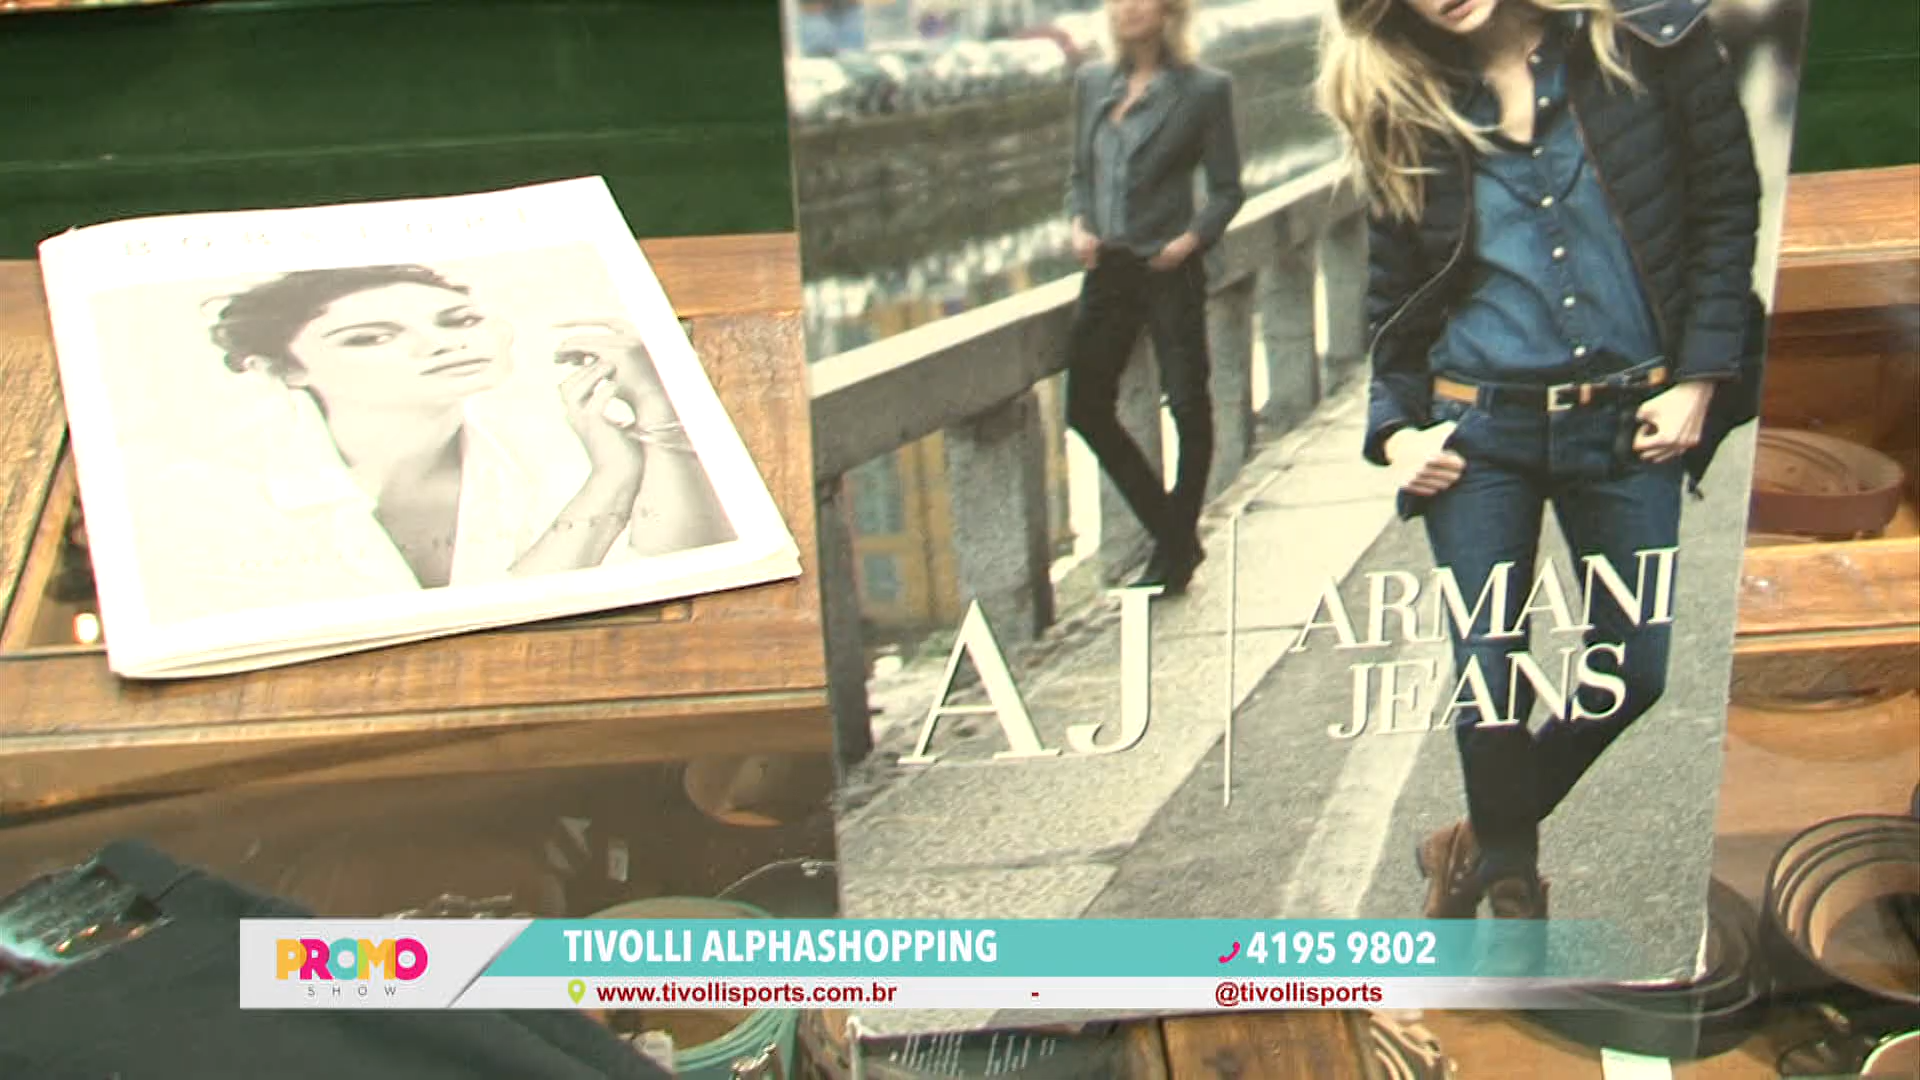 AJ
ARMANI
JEANS
PROMO
SHOW
TIVOLLI ALPHASHOPPING
4195 9802
www.tivollisports.com.br
-
@tivollisports